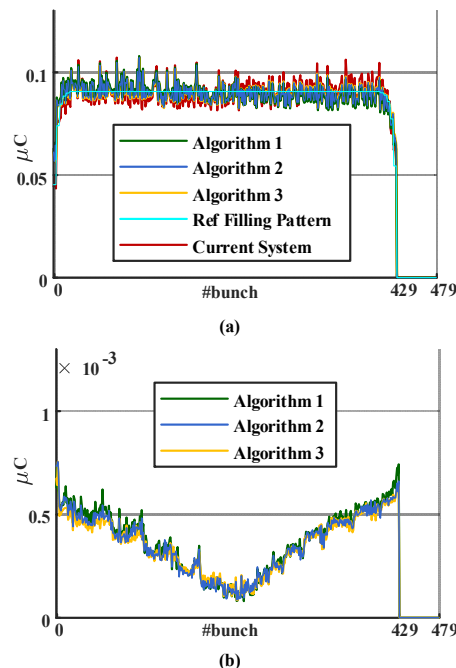 0.1
μC
0.05
0
Algorithm 1
Algorithm 2
Algorithm 3
Ref Filling Pattern
Current System
0 #bunch 429 479
(a)
× 10-3
1
μC
0.5
0
Algorithm 1
Algorithm 2
Algorithm 3
0 #bunch 429 479
(b)